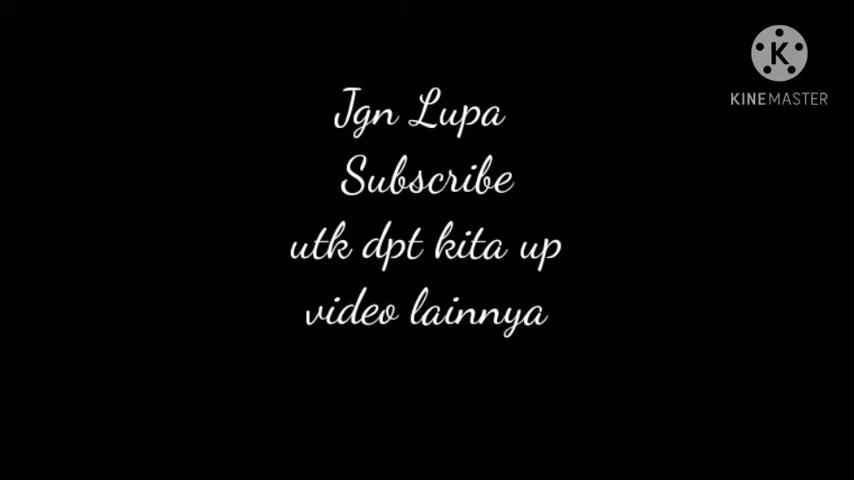 K
KINEMASTER
Jgn Lupa
Subscribe
utk dpt kita up
video lainnya